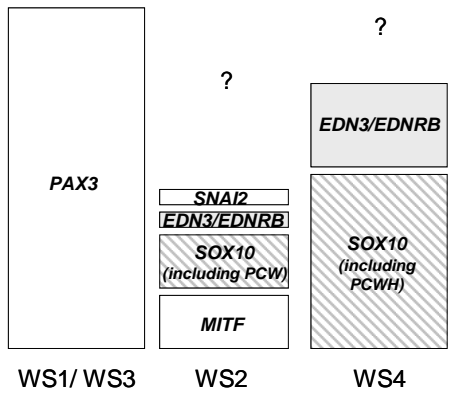 ?
?
EDN3/EDNRB
PAX3
SNAI2
EDN3/EDNRB
SOX10
(including PCW)
SOX10
(including
PCWH)
MITF
WS1/ WS3
WS2
WS4